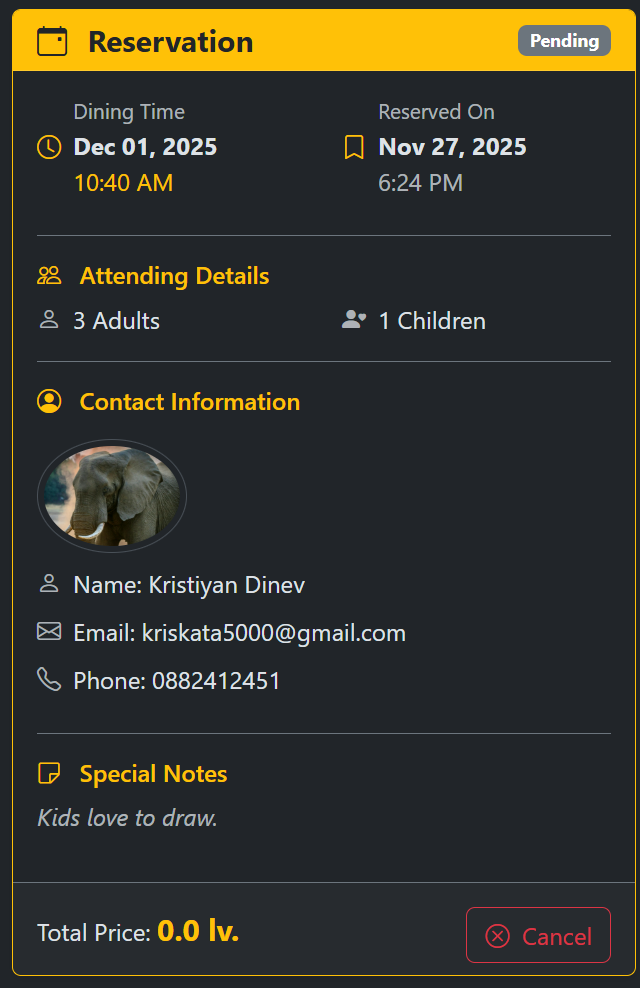 Reservation
Pending
Dining Time
Dec 01, 2025
10:40 AM
Reserved On
Nov 27, 2025
6:24 PM
Attending Details
3 Adults
1 Children
Contact Information
Name: Kristiyan Dinev
Email: kriskata5000@gmail.com
Phone: 0882412451
Special Notes
Kids love to draw.
Total Price: 0.0 lv.
Cancel